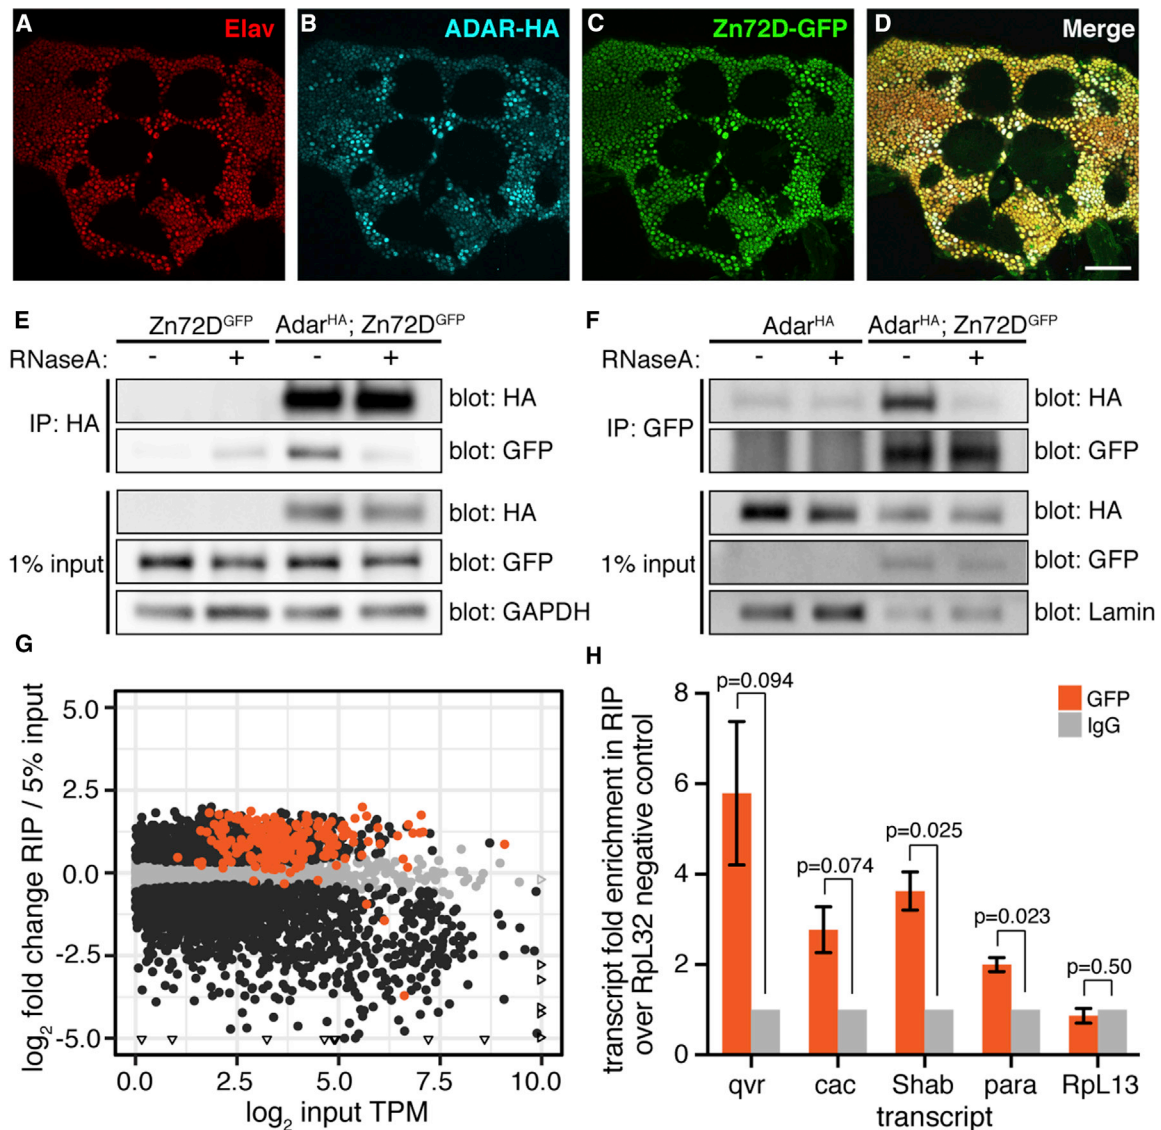 A Elav
B ADAR-HA
C Zn72D-GFP
D Merge
E Zn72D^GFP Adar^HA; Zn72D^GFP
RNaseA: - + - +
IP: HA
blot: HA
blot: GFP
1% input
blot: HA
blot: GFP
blot: GAPDH
F Adar^HA Adar^HA; Zn72D^GFP
RNaseA: - + - +
IP: GFP
blot: HA
blot: GFP
1% input
blot: HA
blot: GFP
blot: Lamin
G
log2 fold change RIP / 5% input
5.0
2.5
0.0
-2.5
-5.0
0.0 2.5 5.0 7.5 10.0
log2 input TPM
H
transcript fold enrichment in RIP
over RpL32 negative control
8
6
4
2
0
p=0.094
p=0.074
p=0.025
p=0.023
p=0.50
GFP
IgG
qvr cac Shab para RpL13
transcript